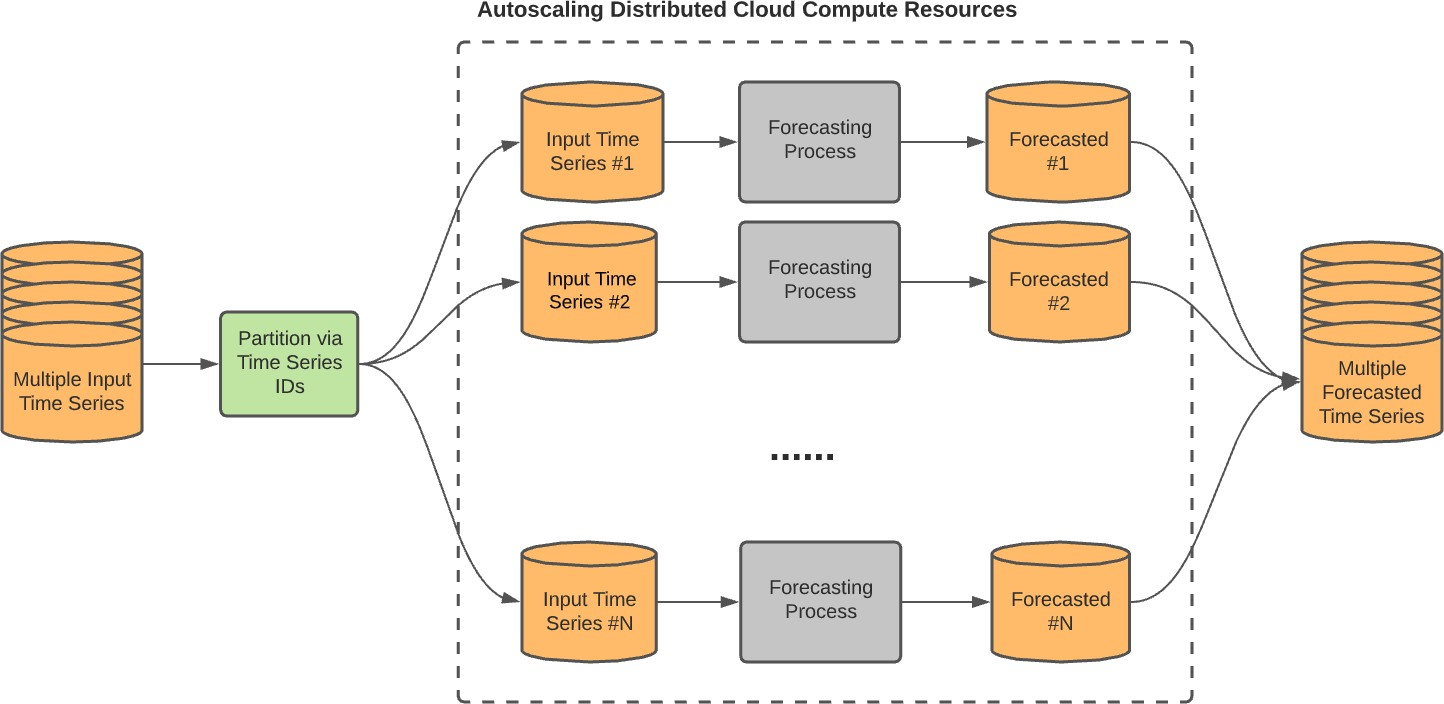 Autoscaling Distributed Cloud Compute Resources
Multiple Input
Time Series
Partition via
Time Series
IDs
Input Time
Series #1
Forecasting
Process
Forecasted
#1
Input Time
Series #2
Forecasting
Process
Forecasted
#2
......
Input Time
Series #N
Forecasting
Process
Forecasted
#N
Multiple
Forecasted
Time Series